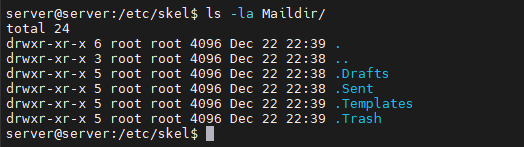 server@server:/etc/skel$ ls -la Maildir/
total 24
drwxr-xr-x 6 root root 4096 Dec 22 22:39 .
drwxr-xr-x 3 root root 4096 Dec 22 22:38 ..
drwxr-xr-x 5 root root 4096 Dec 22 22:38 .Drafts
drwxr-xr-x 5 root root 4096 Dec 22 22:38 .Sent
drwxr-xr-x 5 root root 4096 Dec 22 22:39 .Templates
drwxr-xr-x 5 root root 4096 Dec 22 22:38 .Trash
server@server:/etc/skel$